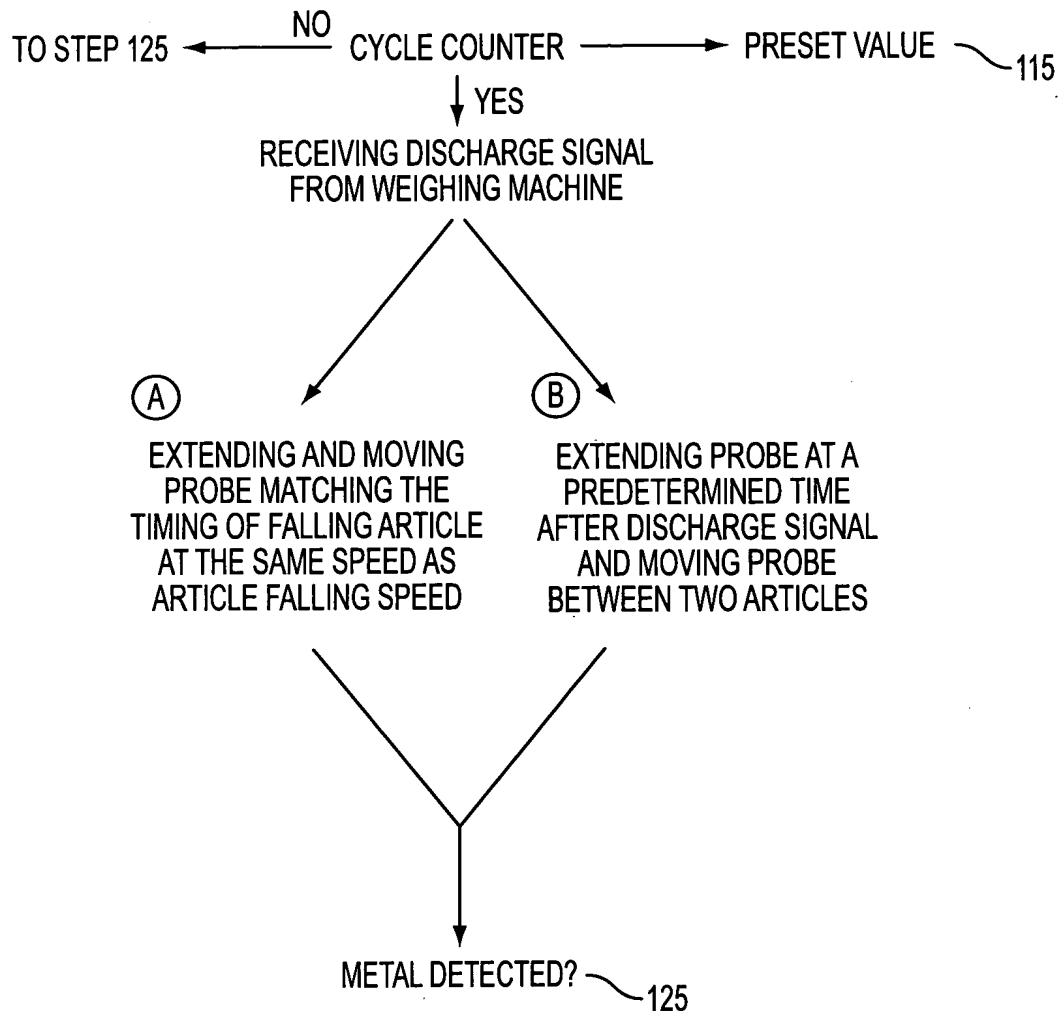 NO
TO STEP 125 CYCLE COUNTER PRESET VALUE 115
YES
RECEIVING DISCHARGE SIGNAL
FROM WEIGHING MACHINE
A
EXTENDING AND MOVING
PROBE MATCHING THE
TIMING OF FALLING ARTICLE
AT THE SAME SPEED AS
ARTICLE FALLING SPEED
B
EXTENDING PROBE AT A
PREDETERMINED TIME
AFTER DISCHARGE SIGNAL
AND MOVING PROBE
BETWEEN TWO ARTICLES
METAL DETECTED? 125